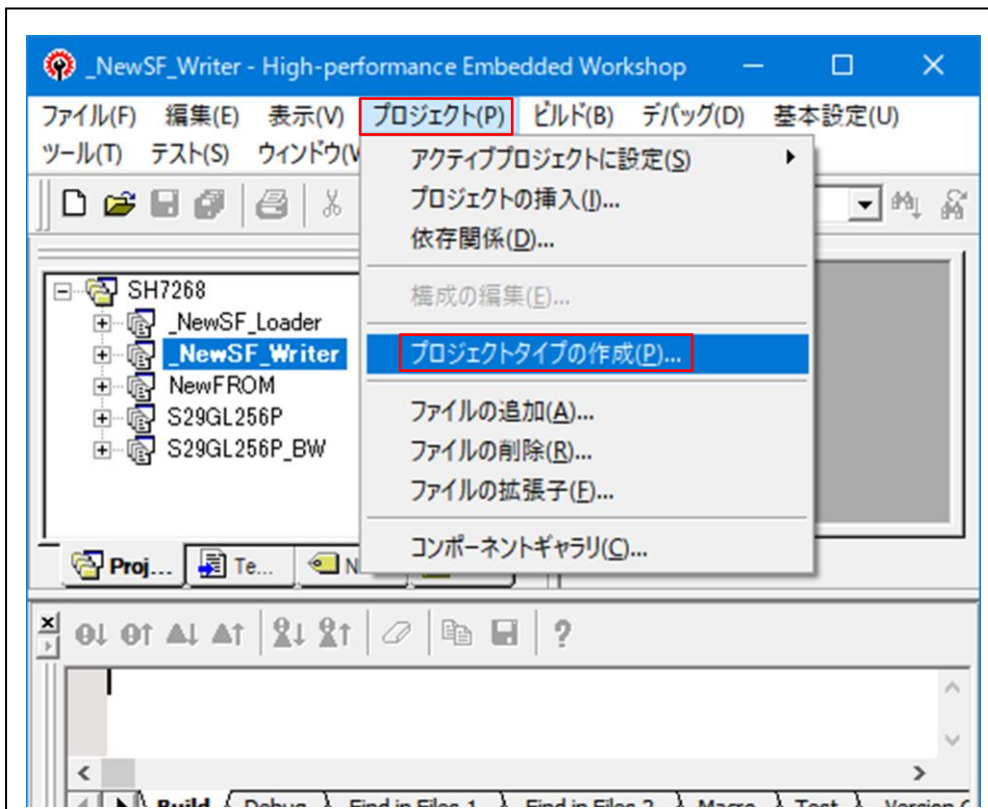 _NewSF_Writer - High-performance Embedded Workshop
ファイル(F) 編集(E) 表示(V) プロジェクト(P) ビルド(B) デバッグ(D) 基本設定(U)
ツール(T) テスト(S) ウィンドウ(
アクティブプロジェクトに設定(S)
プロジェクトの挿入(I)...
依存関係(D)...
構成の編集(E)...
プロジェクトタイプの作成(P)...
ファイルの追加(A)...
ファイルの削除(R)...
ファイルの拡張子(F)...
コンポーネントギャラリ(C)...
SH7268
_NewSF_Loader
_NewSF_Writer
NewFROM
S29GL256P
S29GL256P_BW
Proj... Te... N
Build Debug Find in Files 1 Find in Files 2 Macro Test Version